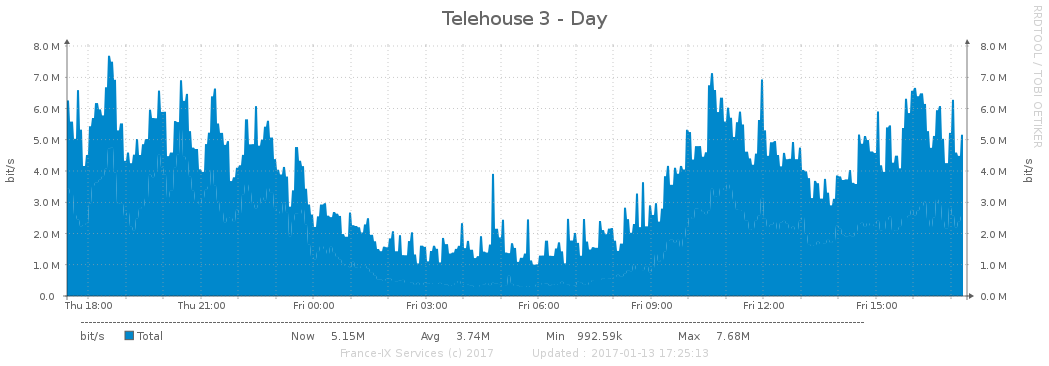 Telehouse 3 - Day
RRDTOOL / TOBI OETIKER
8.0 M 8.0 M
7.0 M 7.0 M
6.0 M 6.0 M
5.0 M 5.0 M
4.0 M 4.0 M
3.0 M 3.0 M
2.0 M 2.0 M
1.0 M 1.0 M
0.0 0.0 M
bit/s bit/s
Thu 18:00 Thu 21:00 Fri 00:00 Fri 03:00 Fri 06:00 Fri 09:00 Fri 12:00 Fri 15:00
bit/s Total Now 5.15M Avg 3.74M Min 992.59k Max 7.68M
France-IX Services (c) 2017 Updated : 2017-01-13 17:25:13